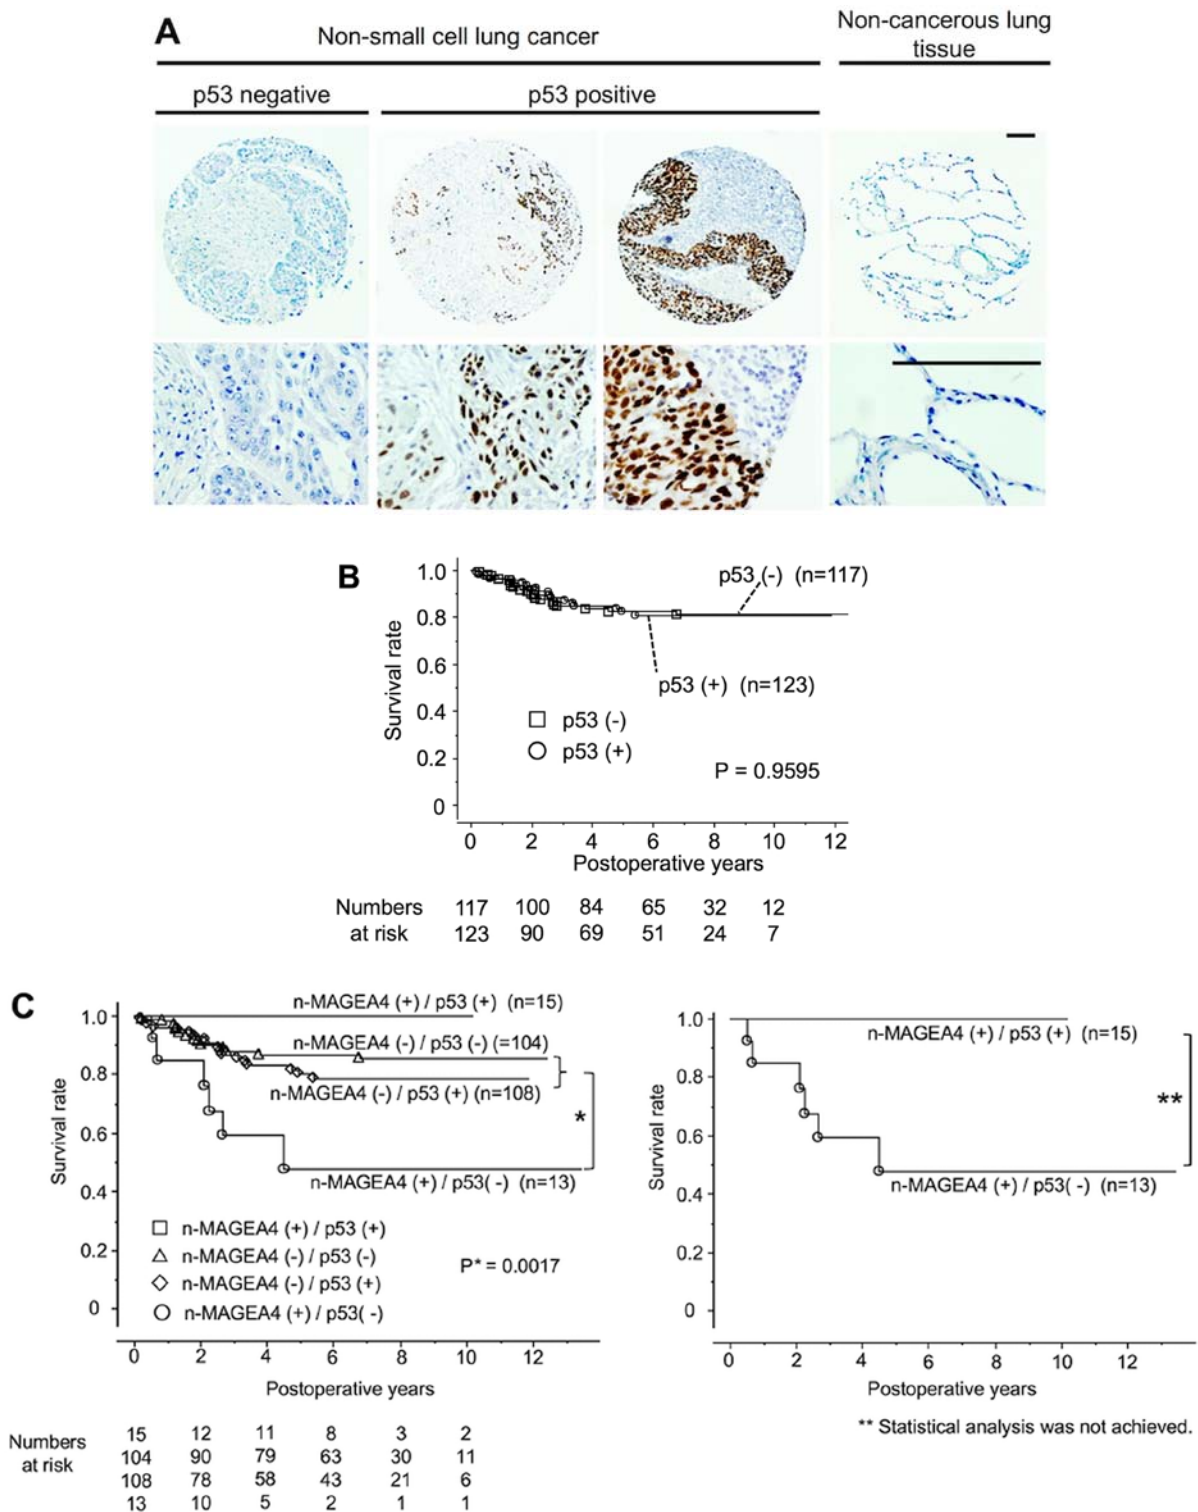 A
Non-small cell lung cancer
Non-cancerous lung
tissue
p53 negative
p53 positive
B
1.0
0.8
0.6
0.4
0.2
0
Survival rate
p53 (-) (n=117)
p53 (+) (n=123)
p53 (-)
p53 (+)
P = 0.9595
0 2 4 6 8 10 12
Postoperative years
Numbers 117 100 84 65 32 12
at risk 123 90 69 51 24 7
C
1.0
0.8
0.6
0.4
0.2
0
Survival rate
n-MAGEA4 (+) / p53 (+) (n=15)
n-MAGEA4 (-) / p53 (-) (=104)
n-MAGEA4 (-) / p53 (+) (n=108)
*
n-MAGEA4 (+) / p53( -) (n=13)
n-MAGEA4 (+) / p53 (+)
n-MAGEA4 (-) / p53 (-)
n-MAGEA4 (-) / p53 (+)
n-MAGEA4 (+) / p53( -)
P* = 0.0017
0 2 4 6 8 10 12
Postoperative years
Numbers
at risk
15 12 11 8 3 2
104 90 79 63 30 11
108 78 58 43 21 6
13 10 5 2 1 1
1.0
0.8
0.6
0.4
0.2
0
Survival rate
n-MAGEA4 (+) / p53 (+) (n=15)
**
n-MAGEA4 (+) / p53( -) (n=13)
0 2 4 6 8 10 12
Postoperative years
** Statistical analysis was not achieved.